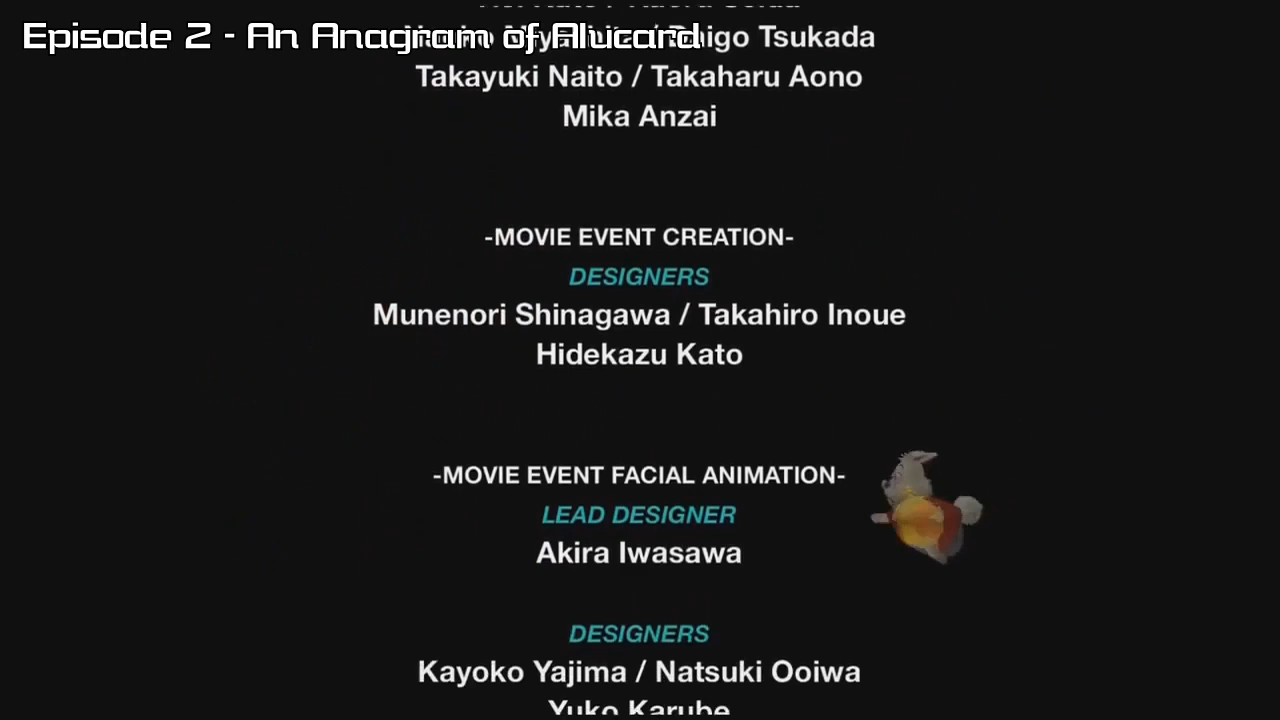 Episode 2 - An Anagram of Alucard
Tsukada
Takayuki Naito / Takaharu Aono
Mika Anzai
-MOVIE EVENT CREATION-
DESIGNERS
Munenori Shinagawa / Takahiro Inoue
Hidekazu Kato
-MOVIE EVENT FACIAL ANIMATION-
LEAD DESIGNER
Akira Iwasawa
DESIGNERS
Kayoko Yajima / Natsuki Ooiwa
Yuko Karube